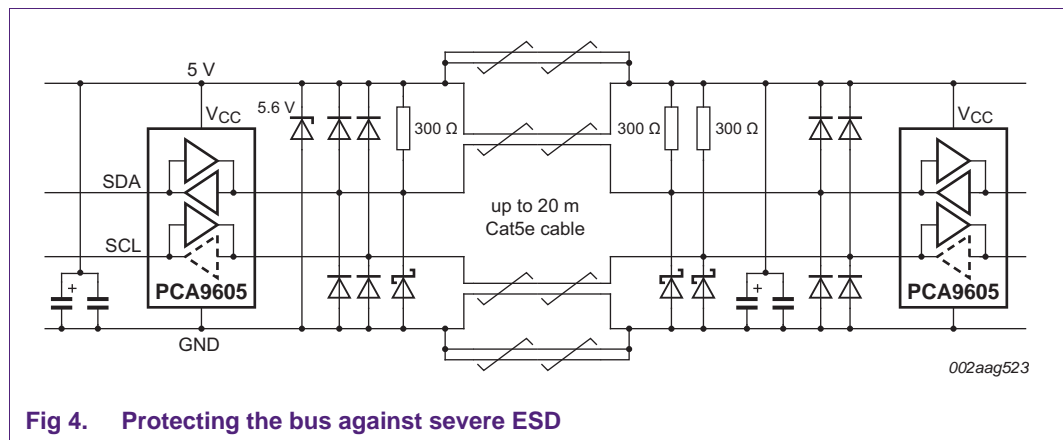 5 V
VCC
5.6 V
300 Ω
300 Ω
300 Ω
VCC
SDA
SCL
up to 20 m
Cat5e cable
+
PCA9605
+
PCA9605
GND
002aag523
Fig 4. Protecting the bus against severe ESD